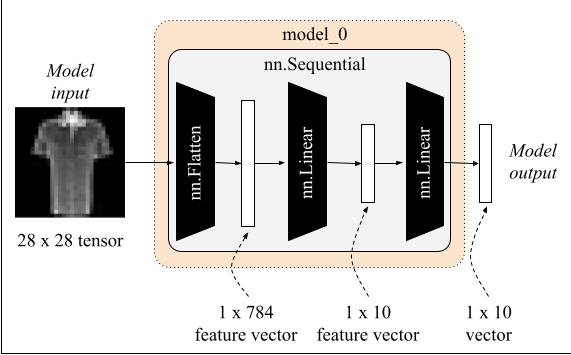 model_0
nn.Sequential
Model
input
28 x 28 tensor
nn.Flatten
nn.Linear
nn.Linear
Model
output
1 x 784
feature vector
1 x 10
feature vector
1 x 10
vector